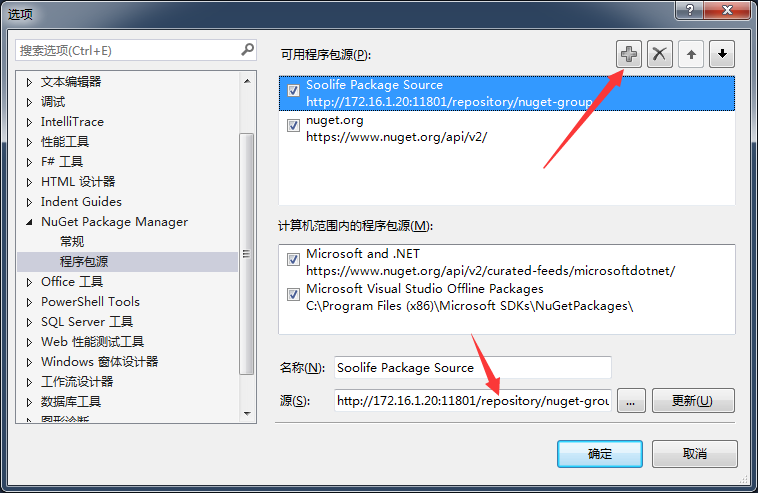 选项
搜索选项(Ctrl+E)
文本编辑器
调试
IntelliTrace
性能工具
F# 工具
HTML 设计器
Indent Guides
NuGet Package Manager
常规
程序包源
Office 工具
PowerShell Tools
SQL Server 工具
Web 性能测试工具
Windows 窗体设计器
工作流设计器
数据库工具
图形诊断
可用程序包源(P):
Soolife Package Source
http://172.16.1.20:11801/repository/nuget-group
nuget.org
https://www.nuget.org/api/v2/
计算机范围内的程序包源(M):
Microsoft and .NET
https://www.nuget.org/api/v2/curated-feeds/microsoftdotnet/
Microsoft Visual Studio Offline Packages
C:\Program Files (x86)\Microsoft SDKs\NuGetPackages\
名称(N): Soolife Package Source
源(S): http://172.16.1.20:11801/repository/nuget-grou ... 更新(U)
确定 取消